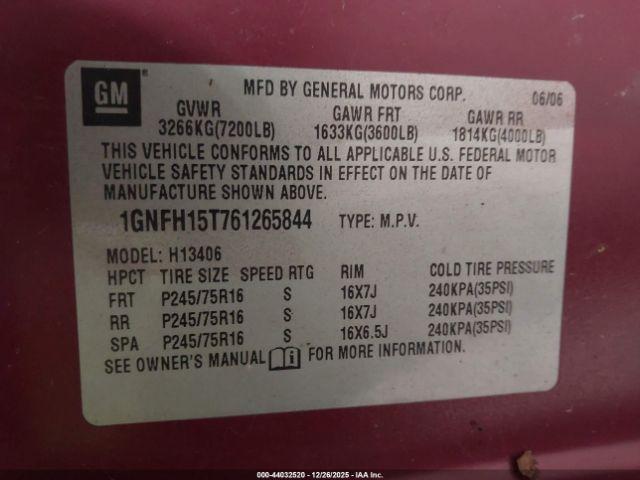 GM
MFD BY GENERAL MOTORS CORP. 06/06
GVWR GAWR FRT GAWR RR
3266KG(7200LB) 1633KG(3600LB) 1814KG(4000LB)
THIS VEHICLE CONFORMS TO ALL APPLICABLE U.S. FEDERAL MOTOR
VEHICLE SAFETY STANDARDS IN EFFECT ON THE DATE OF
MANUFACTURE SHOWN ABOVE.
1GNFH15T761265844 TYPE: M.P.V.
MODEL: H13406
HPCT TIRE SIZE SPEED RTG RIM COLD TIRE PRESSURE
FRT P245/75R16 S 16X7J 240KPA(35PSI)
RR P245/75R16 S 16X7J 240KPA(35PSI)
SPA P245/75R16 S 16X6.5J 240KPA(35PSI)
SEE OWNER'S MANUAL FOR MORE INFORMATION.
000-44032520 - 12/26/2025 - IAA Inc.